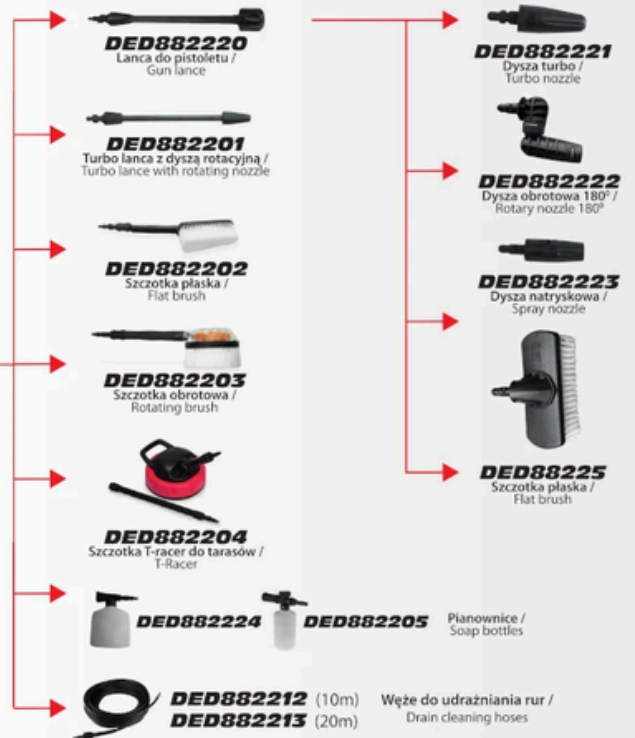 DED882220
Lanca do pistoletu /
Gun lance
DED882201
Turbo lanca z dyszą rotacyjną /
Turbo lance with rotating nozzle
DED882202
Szczotka płaska /
Flat brush
DED882203
Szczotka obrotowa /
Rotating brush
DED882204
Szczotka T-racer do tarasów /
T-Racer
DED882224
DED882205
Pianownice /
Soap bottles
DED882212 (10m)
DED882213 (20m)
Węże do udrażniania rur /
Drain cleaning hoses
DED882221
Dysza turbo /
Turbo nozzle
DED882222
Dysza obrotowa 180⁰ /
Rotary nozzle 180⁰
DED882223
Dysza natryskowa /
Spray nozzle
DED88225
Szczotka płaska /
Flat brush